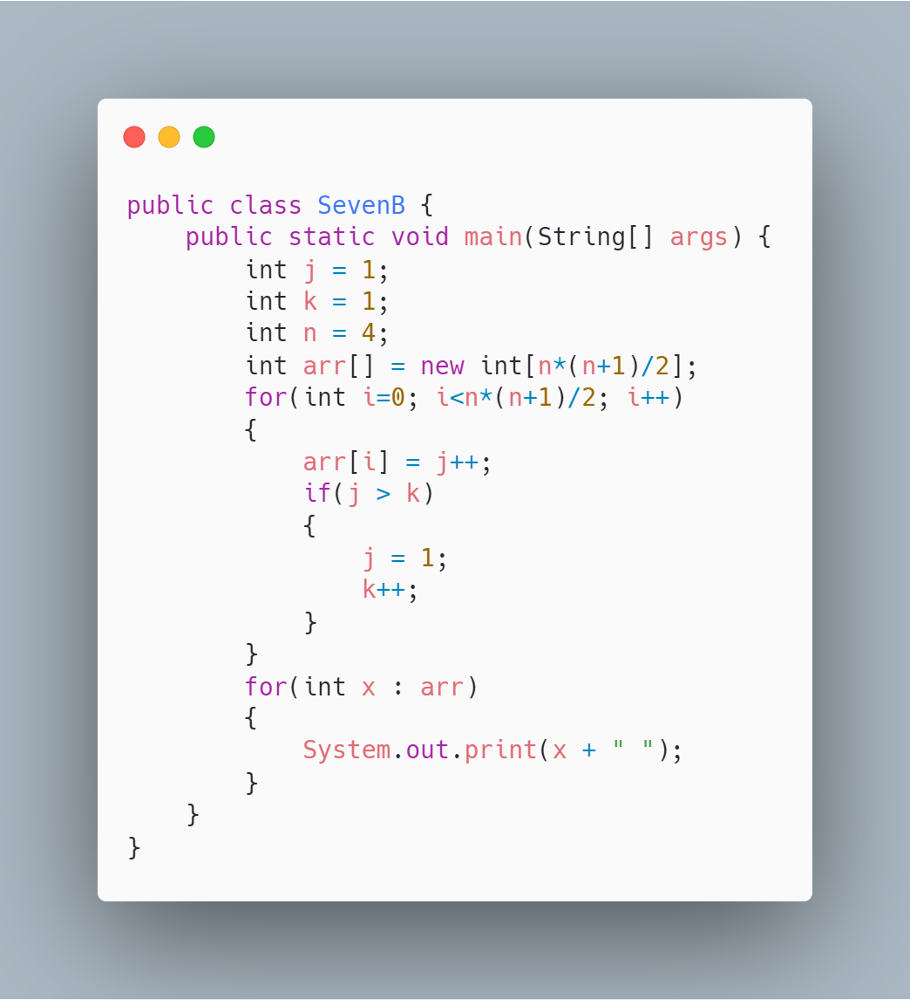 public class SevenB {
    public static void main(String[] args) {
        int j = 1;
        int k = 1;
        int n = 4;
        int arr[] = new int[n*(n+1)/2];
        for(int i=0; i<n*(n+1)/2; i++)
        {
            arr[i] = j++;
            if(j > k)
            {
                j = 1;
                k++;
            }
        }
        for(int x : arr)
        {
            System.out.print(x + " ");
        }
    }
}